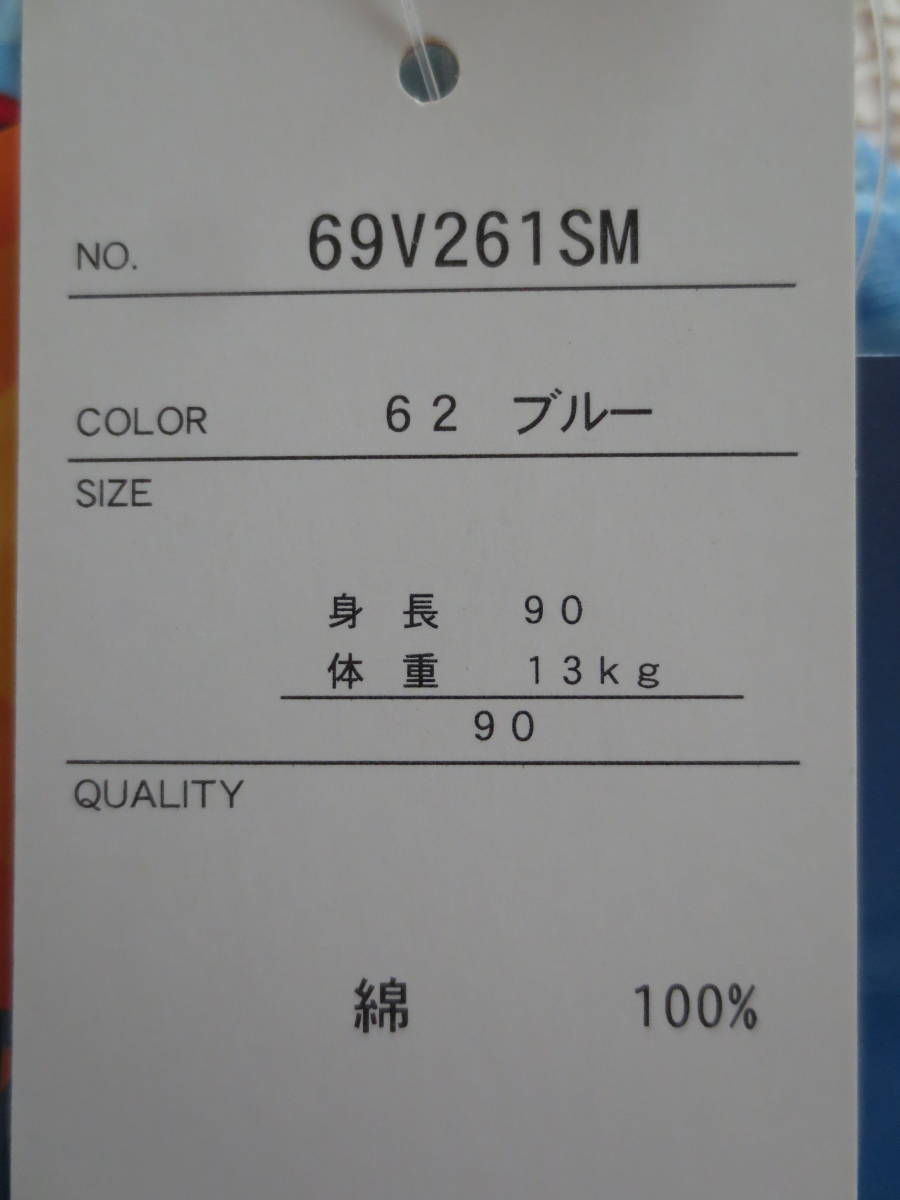 NO. 69V261SM
COLOR 62 ブルー
SIZE
身長 90
体重 13kg
90
QUALITY
綿 100%